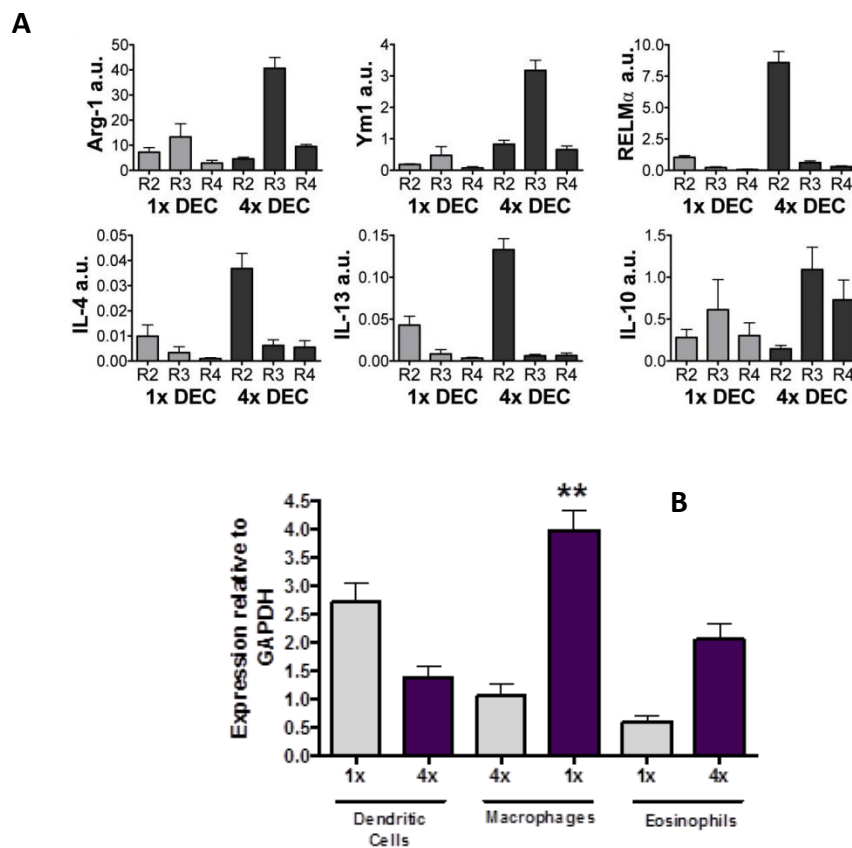 A
Arg-1 a.u.
50
40
30
20
10
0
R2 R3 R4 R2 R3 R4
1x DEC 4x DEC
Ym1 a.u.
4
3
2
1
0
R2 R3 R4 R2 R3 R4
1x DEC 4x DEC
RELMα a.u.
10.0
7.5
5.0
2.5
0.0
R2 R3 R4 R2 R3 R4
1x DEC 4x DEC
IL-4 a.u.
0.05
0.04
0.03
0.02
0.01
0.00
R2 R3 R4 R2 R3 R4
1x DEC 4x DEC
IL-13 a.u.
0.15
0.10
0.05
0.00
R2 R3 R4 R2 R3 R4
1x DEC 4x DEC
IL-10 a.u.
1.5
1.0
0.5
0.0
R2 R3 R4 R2 R3 R4
1x DEC 4x DEC
B
Expression relative to
GAPDH
4.5
4.0
3.5
3.0
2.5
2.0
1.5
1.0
0.5
0.0
**
1x 4x 4x 1x 1x 4x
Dendritic
Cells
Macrophages
Eosinophils